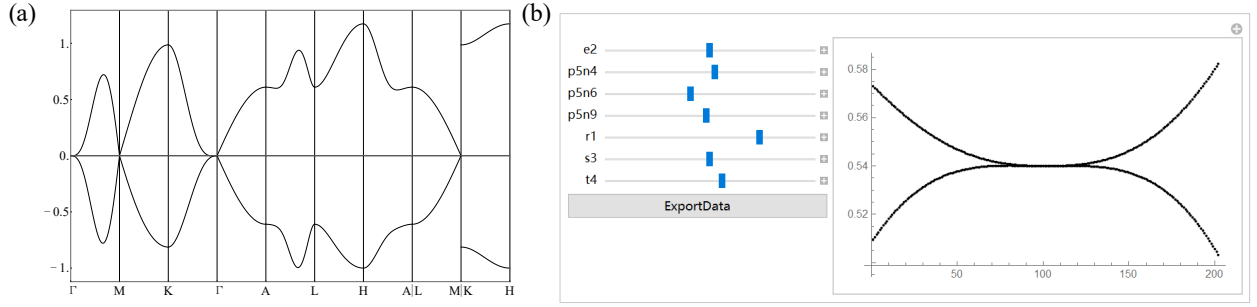 (a)
1.
0.5
0.
−0.5
−1.
Γ M K Γ A L H A|L M|K H
(b)
e2
p5n4
p5n6
p5n9
r1
s3
t4
ExportData
0.58
0.56
0.54
0.52
50 100 150 200